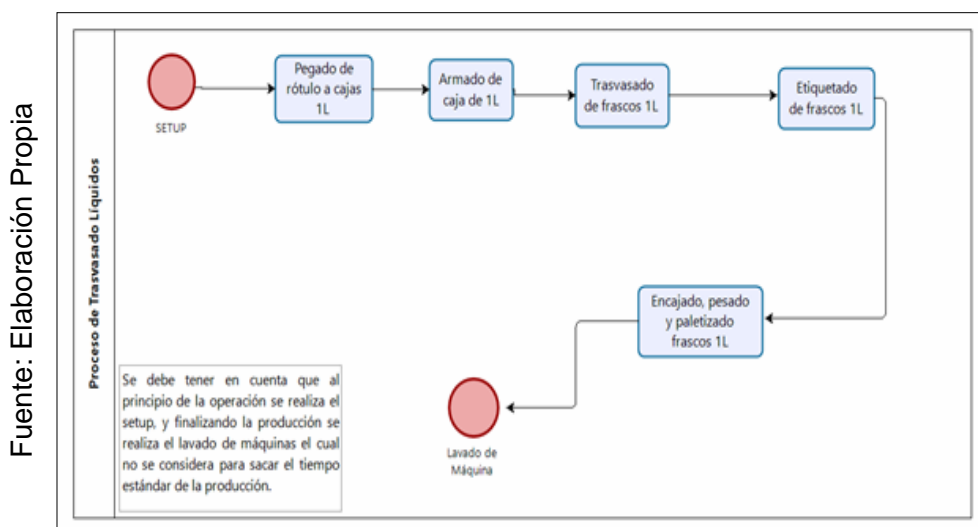 Fuente: Elaboración Propia
Proceso de Trasvasado Líquidos
SETUP
Pegado de
rótulo a cajas
1L
Armado de
caja de 1L
Trasvasado
de frascos 1L
Etiquetado
de frascos 1L
Encajado, pesado
y paletizado
frascos 1L
Lavado de
Máquina
Se debe tener en cuenta que al
principio de la operación se realiza el
setup, y finalizando la producción se
realiza el lavado de máquinas el cual
no se considera para sacar el tiempo
estándar de la producción.